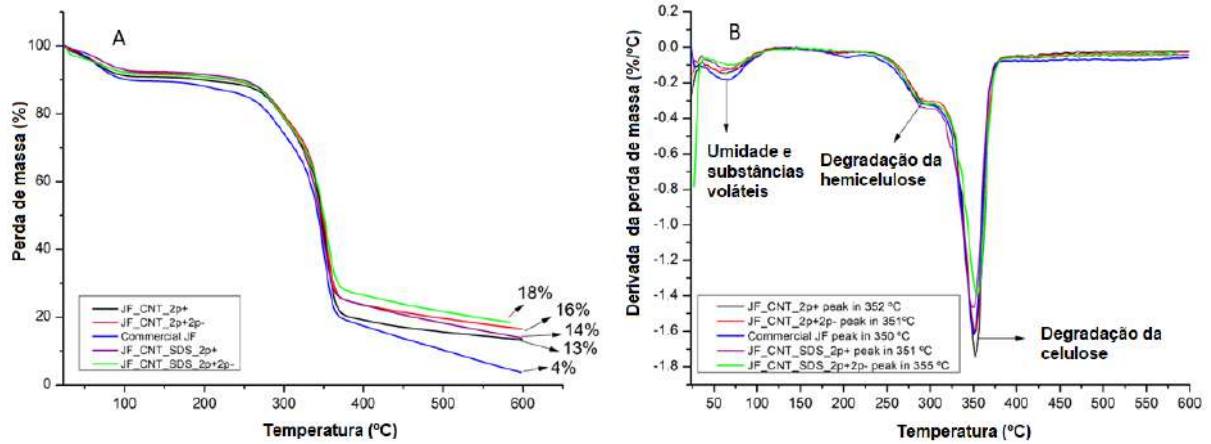 A
Perda de massa (%)
100
80
60
40
20
0
JF_CNT_2p+
JF_CNT_2p+2p-
Commercial JF
JF_CNT_SDS_2p+
JF_CNT_SDS_2p+2p-
18%
16%
14%
13%
4%
100 200 300 400 500 600
Temperatura (ºC)
B
Derivada da perda de massa (%/ºC)
0.0
-0.2
-0.4
-0.6
-0.8
-1.0
-1.2
-1.4
-1.6
-1.8
Umidade e
substâncias
voláteis
Degradação da
hemicelulose
JF_CNT_2p+ peak in 352 ºC
JF_CNT_2p+2p- peak in 351ºC
Commercial JF peak in 350 ºC
JF_CNT_SDS_2p+ peak in 351 ºC
JF_CNT_SDS_2p+2p- peak in 355 ºC
Degradação da
celulose
50 100 150 200 250 300 350 400 450 500 550 600
Temperatura (ºC)